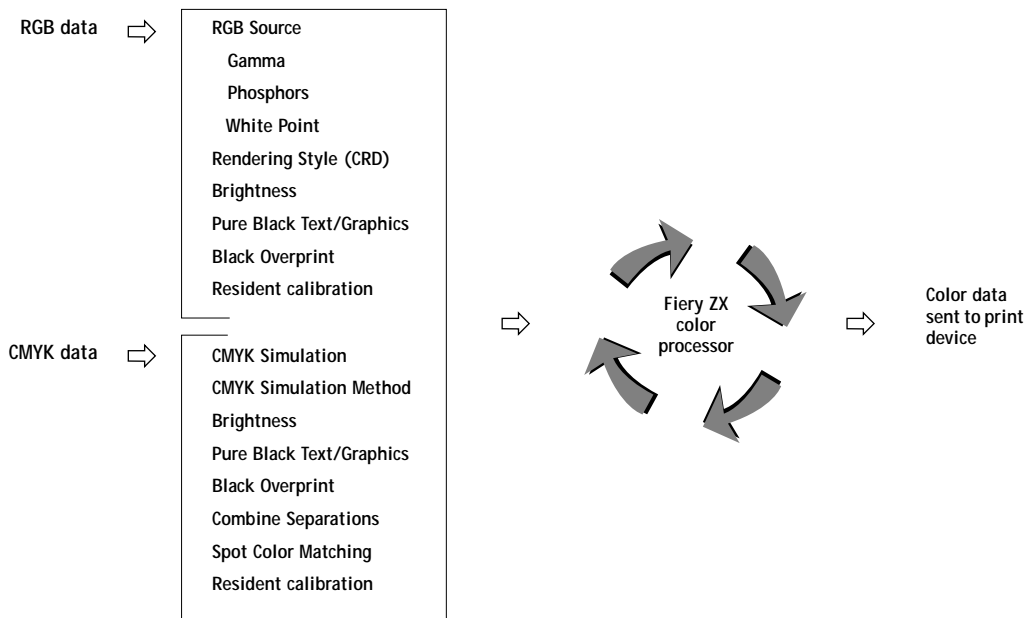 RGB data
RGB Source
Gamma
Phosphors
White Point
Rendering Style (CRD)
Brightness
Pure Black Text/Graphics
Black Overprint
Resident calibration
CMYK data
CMYK Simulation
CMYK Simulation Method
Brightness
Pure Black Text/Graphics
Black Overprint
Combine Separations
Spot Color Matching
Resident calibration
Fiery ZX
color
processor
Color data
sent to print
device